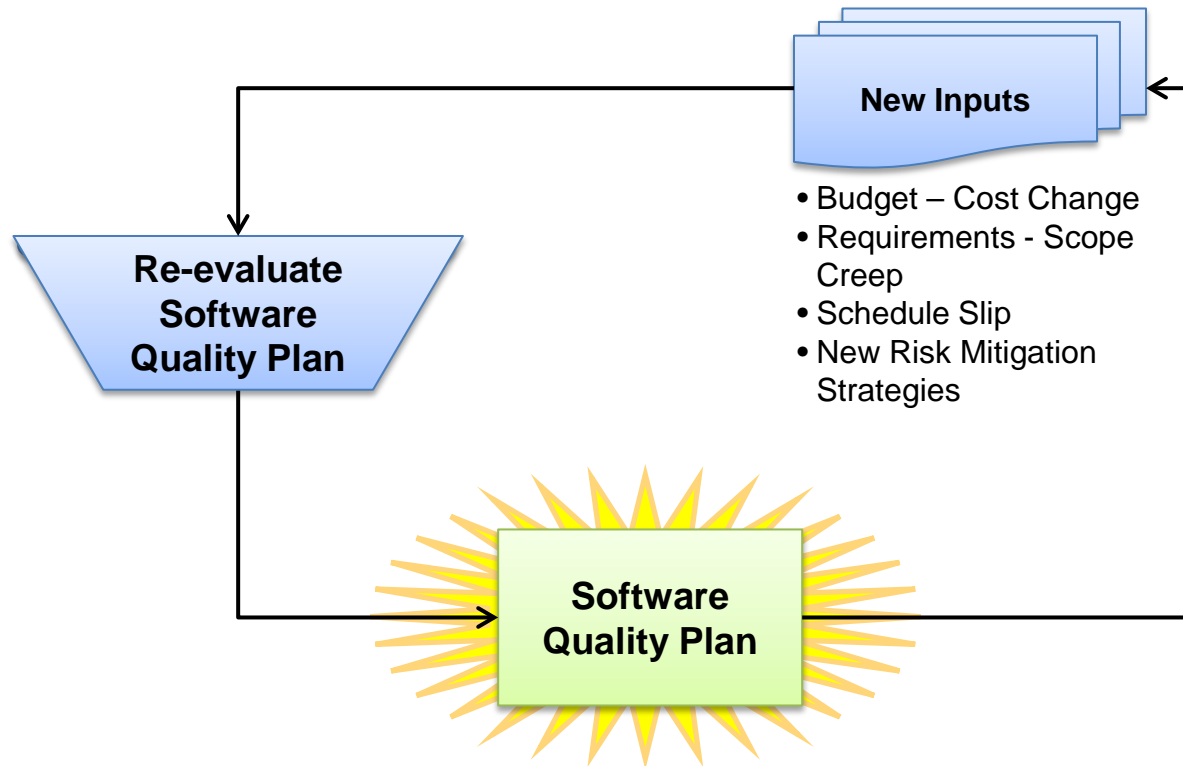 New Inputs
• Budget – Cost Change
• Requirements - Scope
Creep
• Schedule Slip
• New Risk Mitigation
Strategies
Re-evaluate
Software
Quality Plan
Software
Quality Plan